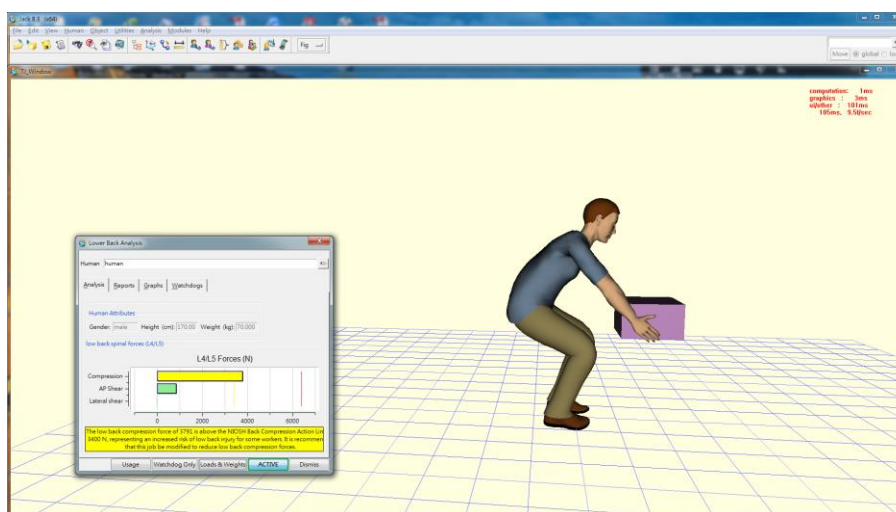 Jack 8.3 (x64)
File Edit View Human Object Utilities Analysis Modules Help
Fig
Move global
TJ_Window
computation: 1ms
graphics : 3ms
ui/other : 101ms
105ms, 9.5f/sec
Lower Back Analysis
Human human
Analysis Reports Graphs Watchdogs
Human Attributes
Gender: male Height (cm): 170.00 Weight (kg): 70.000
low back spinal forces (L4/L5)
L4/L5 Forces (N)
Compression
AP Shear
Lateral shear
0 2000 4000 6000
The low back compression force of 3791 is above the NIOSH Back Compression Action Lin
3400 N, representing an increased risk of low back injury for some workers. It is recommen
that this job be modified to reduce low back compression forces.
Usage Watchdog Only Loads & Weights ACTIVE Dismiss